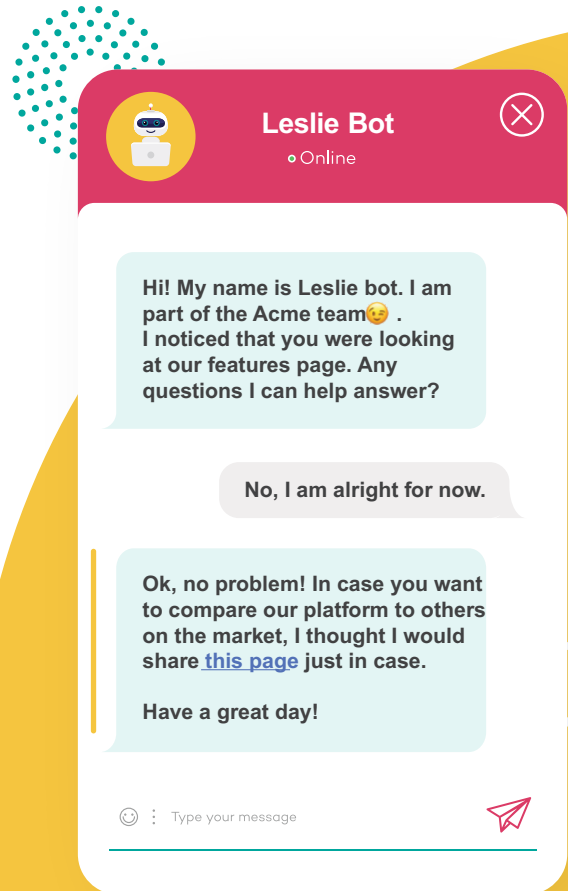 Leslie Bot
Online
Hi! My name is Leslie bot. I am
part of the Acme team😉 .
I noticed that you were looking
at our features page. Any
questions I can help answer?
No, I am alright for now.
Ok, no problem! In case you want
to compare our platform to others
on the market, I thought I would
share this page just in case.
Have a great day!
Type your message